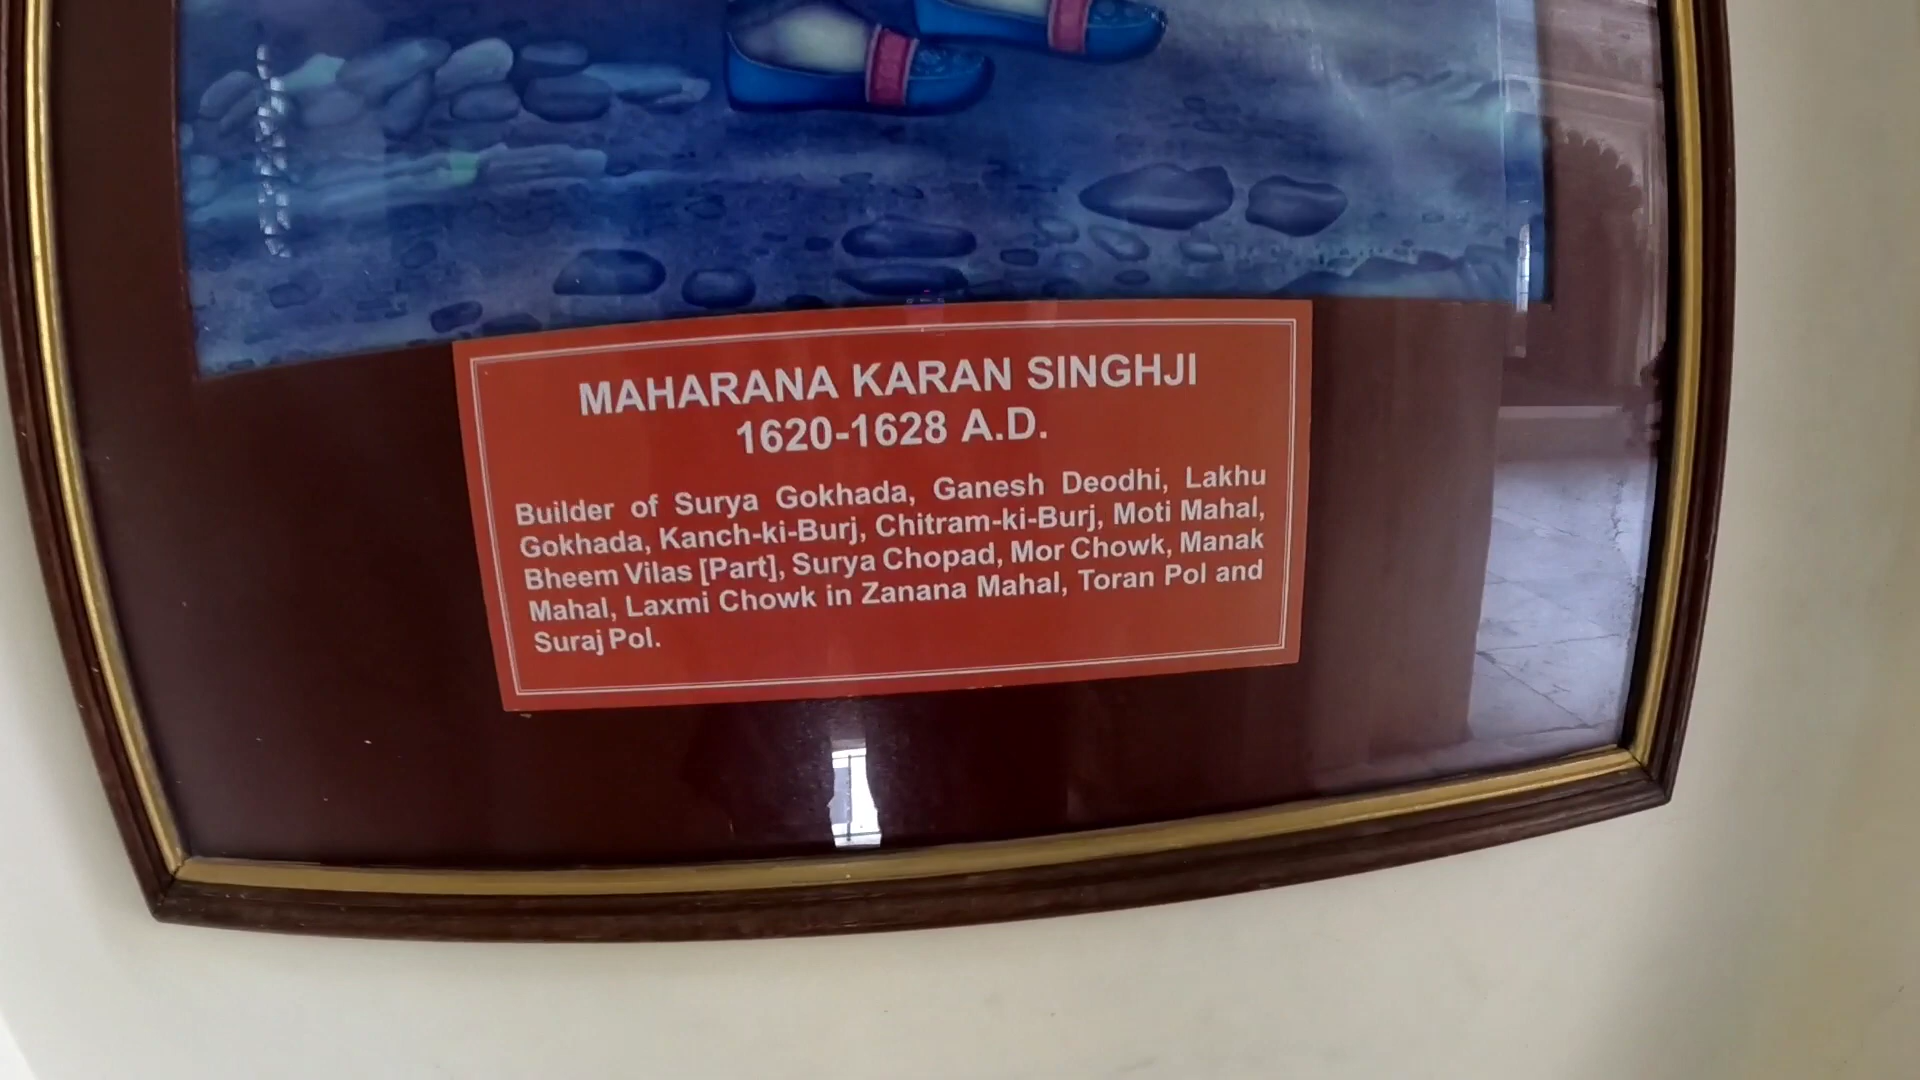 MAHARANA KARAN SINGHJI
1620-1628 A.D.
Builder of Surya Gokhada, Ganesh Deodhi, Lakhu
Gokhada, Kanch-ki-Burj, Chitram-ki-Burj, Moti Mahal,
Bheem Vilas [Part], Surya Chopad, Mor Chowk, Manak
Mahal, Laxmi Chowk in Zanana Mahal, Toran Pol and
Suraj Pol.